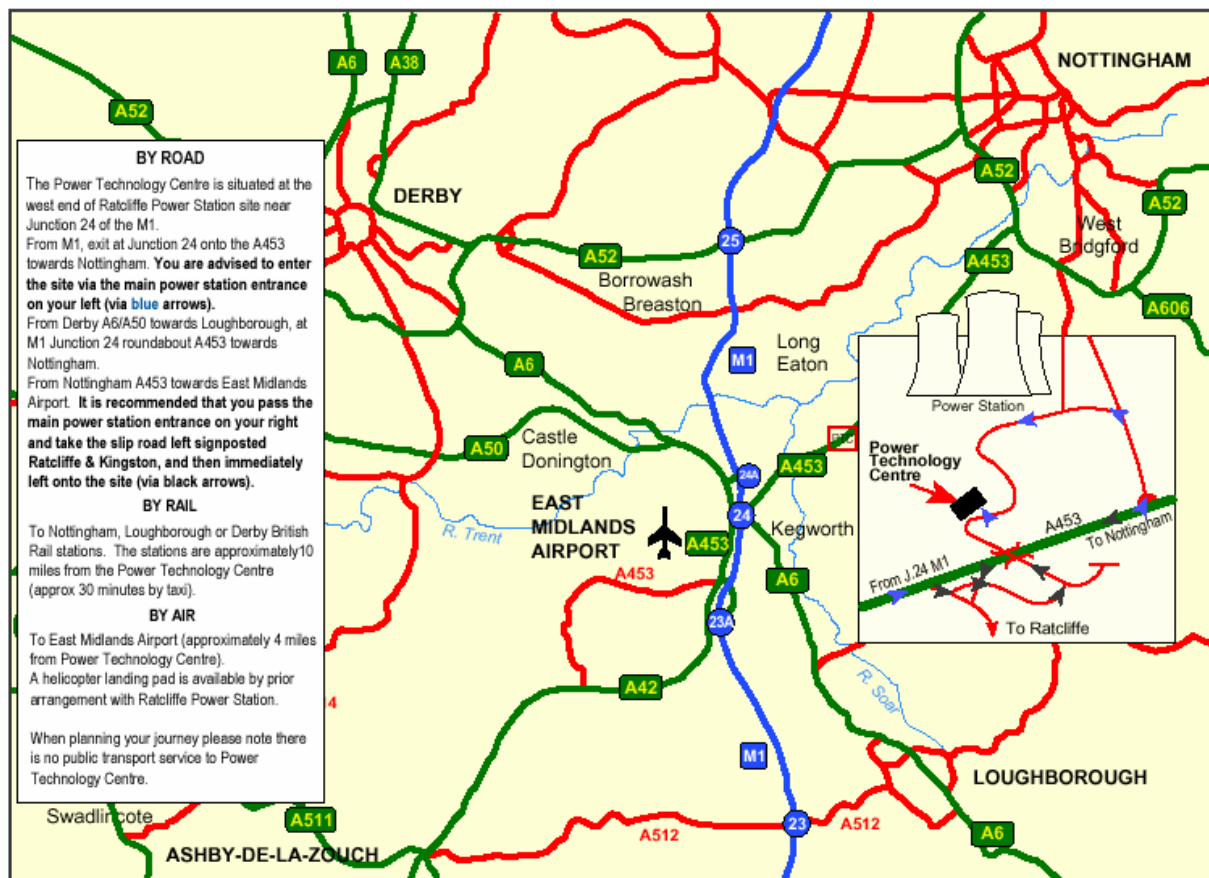 A6
A38
NOTTINGHAM
A52
BY ROAD
The Power Technology Centre is situated at the
west end of Ratcliffe Power Station site near
Junction 24 of the M1.
From M1, exit at Junction 24 onto the A453
towards Nottingham. You are advised to enter
the site via the main power station entrance
on your left (via blue arrows).
From Derby A6/A50 towards Loughborough, at
M1 Junction 24 roundabout A453 towards
Nottingham.
From Nottingham A453 towards East Midlands
Airport. It is recommended that you pass the
main power station entrance on your right
and take the slip road left signposted
Ratcliffe & Kingston, and then immediately
left onto the site (via black arrows).
BY RAIL
To Nottingham, Loughborough or Derby British
Rail stations. The stations are approximately10
miles from the Power Technology Centre
(approx 30 minutes by taxi).
BY AIR
To East Midlands Airport (approximately 4 miles
from Power Technology Centre).
A helicopter landing pad is available by prior
arrangement with Ratcliffe Power Station.
When planning your journey please note there
is no public transport service to Power
Technology Centre.
DERBY
A52
A52
West
Bridgford
25
A52
A453
Borrowash
Breaston
A606
M1
Long
Eaton
A6
Castle
Donington
A50
A453
24A
EAST
MIDLANDS
AIRPORT
24
Kegworth
R. Trent
A453
A453
A6
23A
A42
R. Soar
M1
LOUGHBOROUGH
Swadlincote
A511
A512
23
A512
A6
ASHBY-DE-LA-ZOUCH
Power Station
Power
Technology
Centre
A453
To Nottingham
From J.24 M1
To Ratcliffe